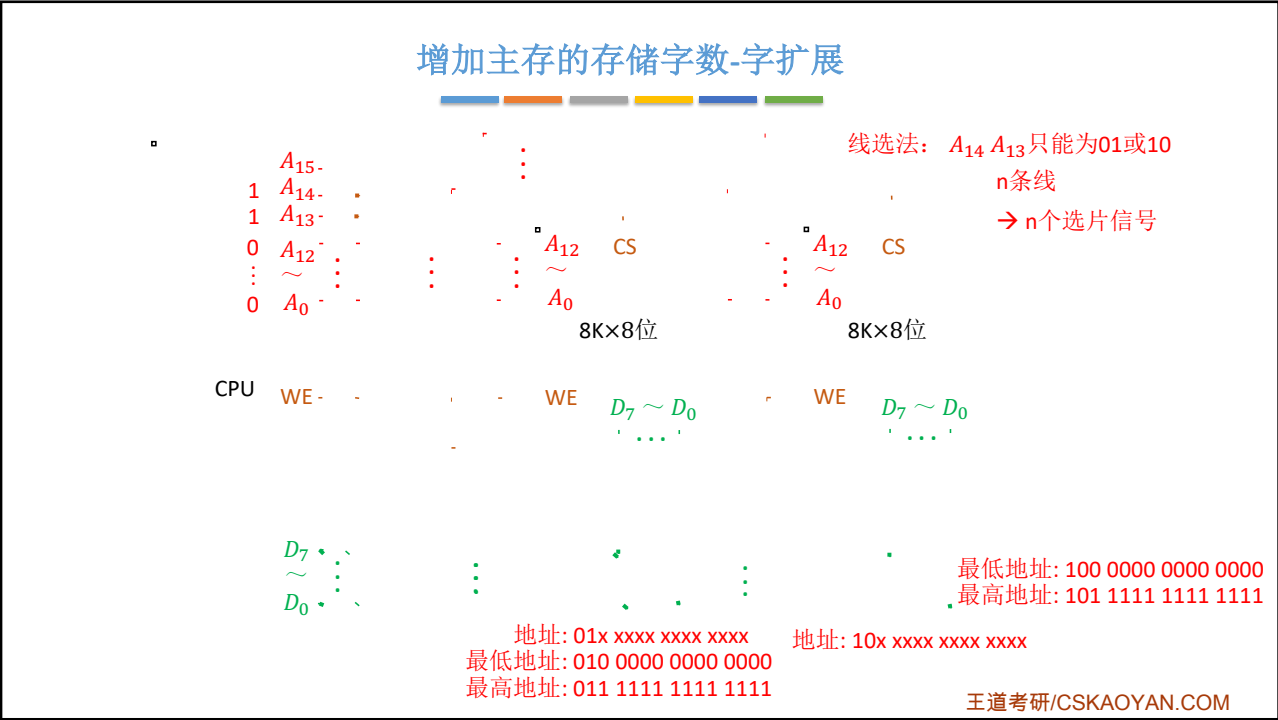 增加主存的存储字数-字扩展
线选法： A14 A13只能为01或10
n条线
→ n个选片信号
A15
1 A14
1 A13
0 A12
⋮ ～
0 A0
A12
～
A0
CS
8K×8位
A12
～
A0
CS
8K×8位
CPU
WE
WE
D7 ～ D0
…
WE
D7 ～ D0
…
D7
～
D0
最低地址: 100 0000 0000 0000
最高地址: 101 1111 1111 1111
地址: 01x xxxx xxxx xxxx
最低地址: 010 0000 0000 0000
最高地址: 011 1111 1111 1111
地址: 10x xxxx xxxx xxxx
王道考研/CSKAOYAN.COM